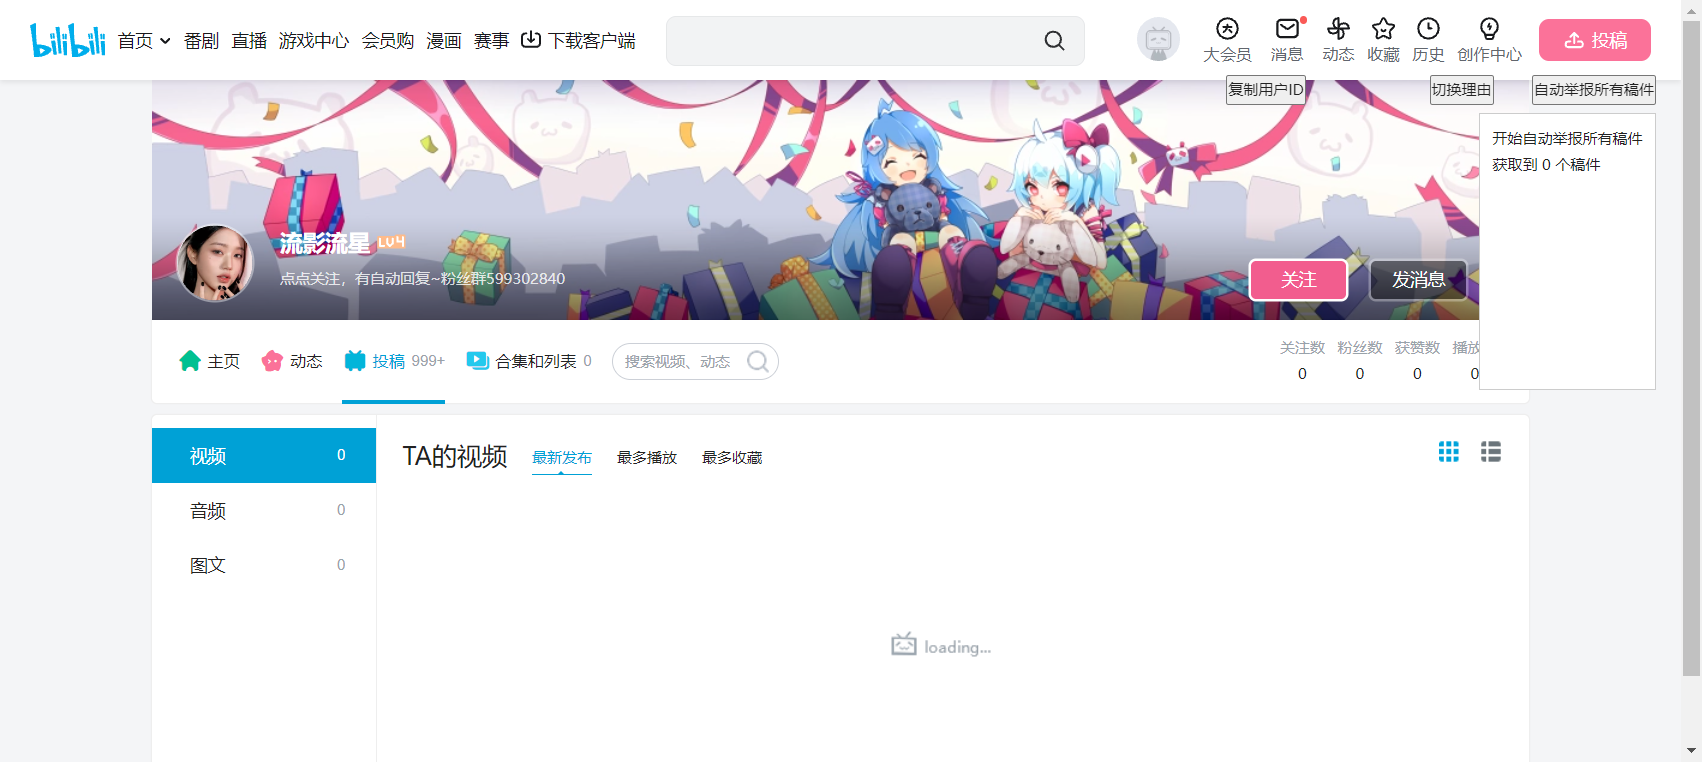 bilibili 首页 番剧 直播 游戏中心 会员购 漫画 赛事 下载客户端
大会员 消息 动态 收藏 历史 创作中心 投稿
复制用户ID 切换理由 自动举报所有稿件
开始自动举报所有稿件
获取到 0 个稿件
流影流星 LV4
点点关注，有自动回复~粉丝群599302840
关注 发消息
主页 动态 投稿 999+ 合集和列表 0 搜索视频、动态
关注数 粉丝数 获赞数 播放
0 0 0 0
视频 0
音频 0
图文 0
TA的视频 最新发布 最多播放 最多收藏
loading...